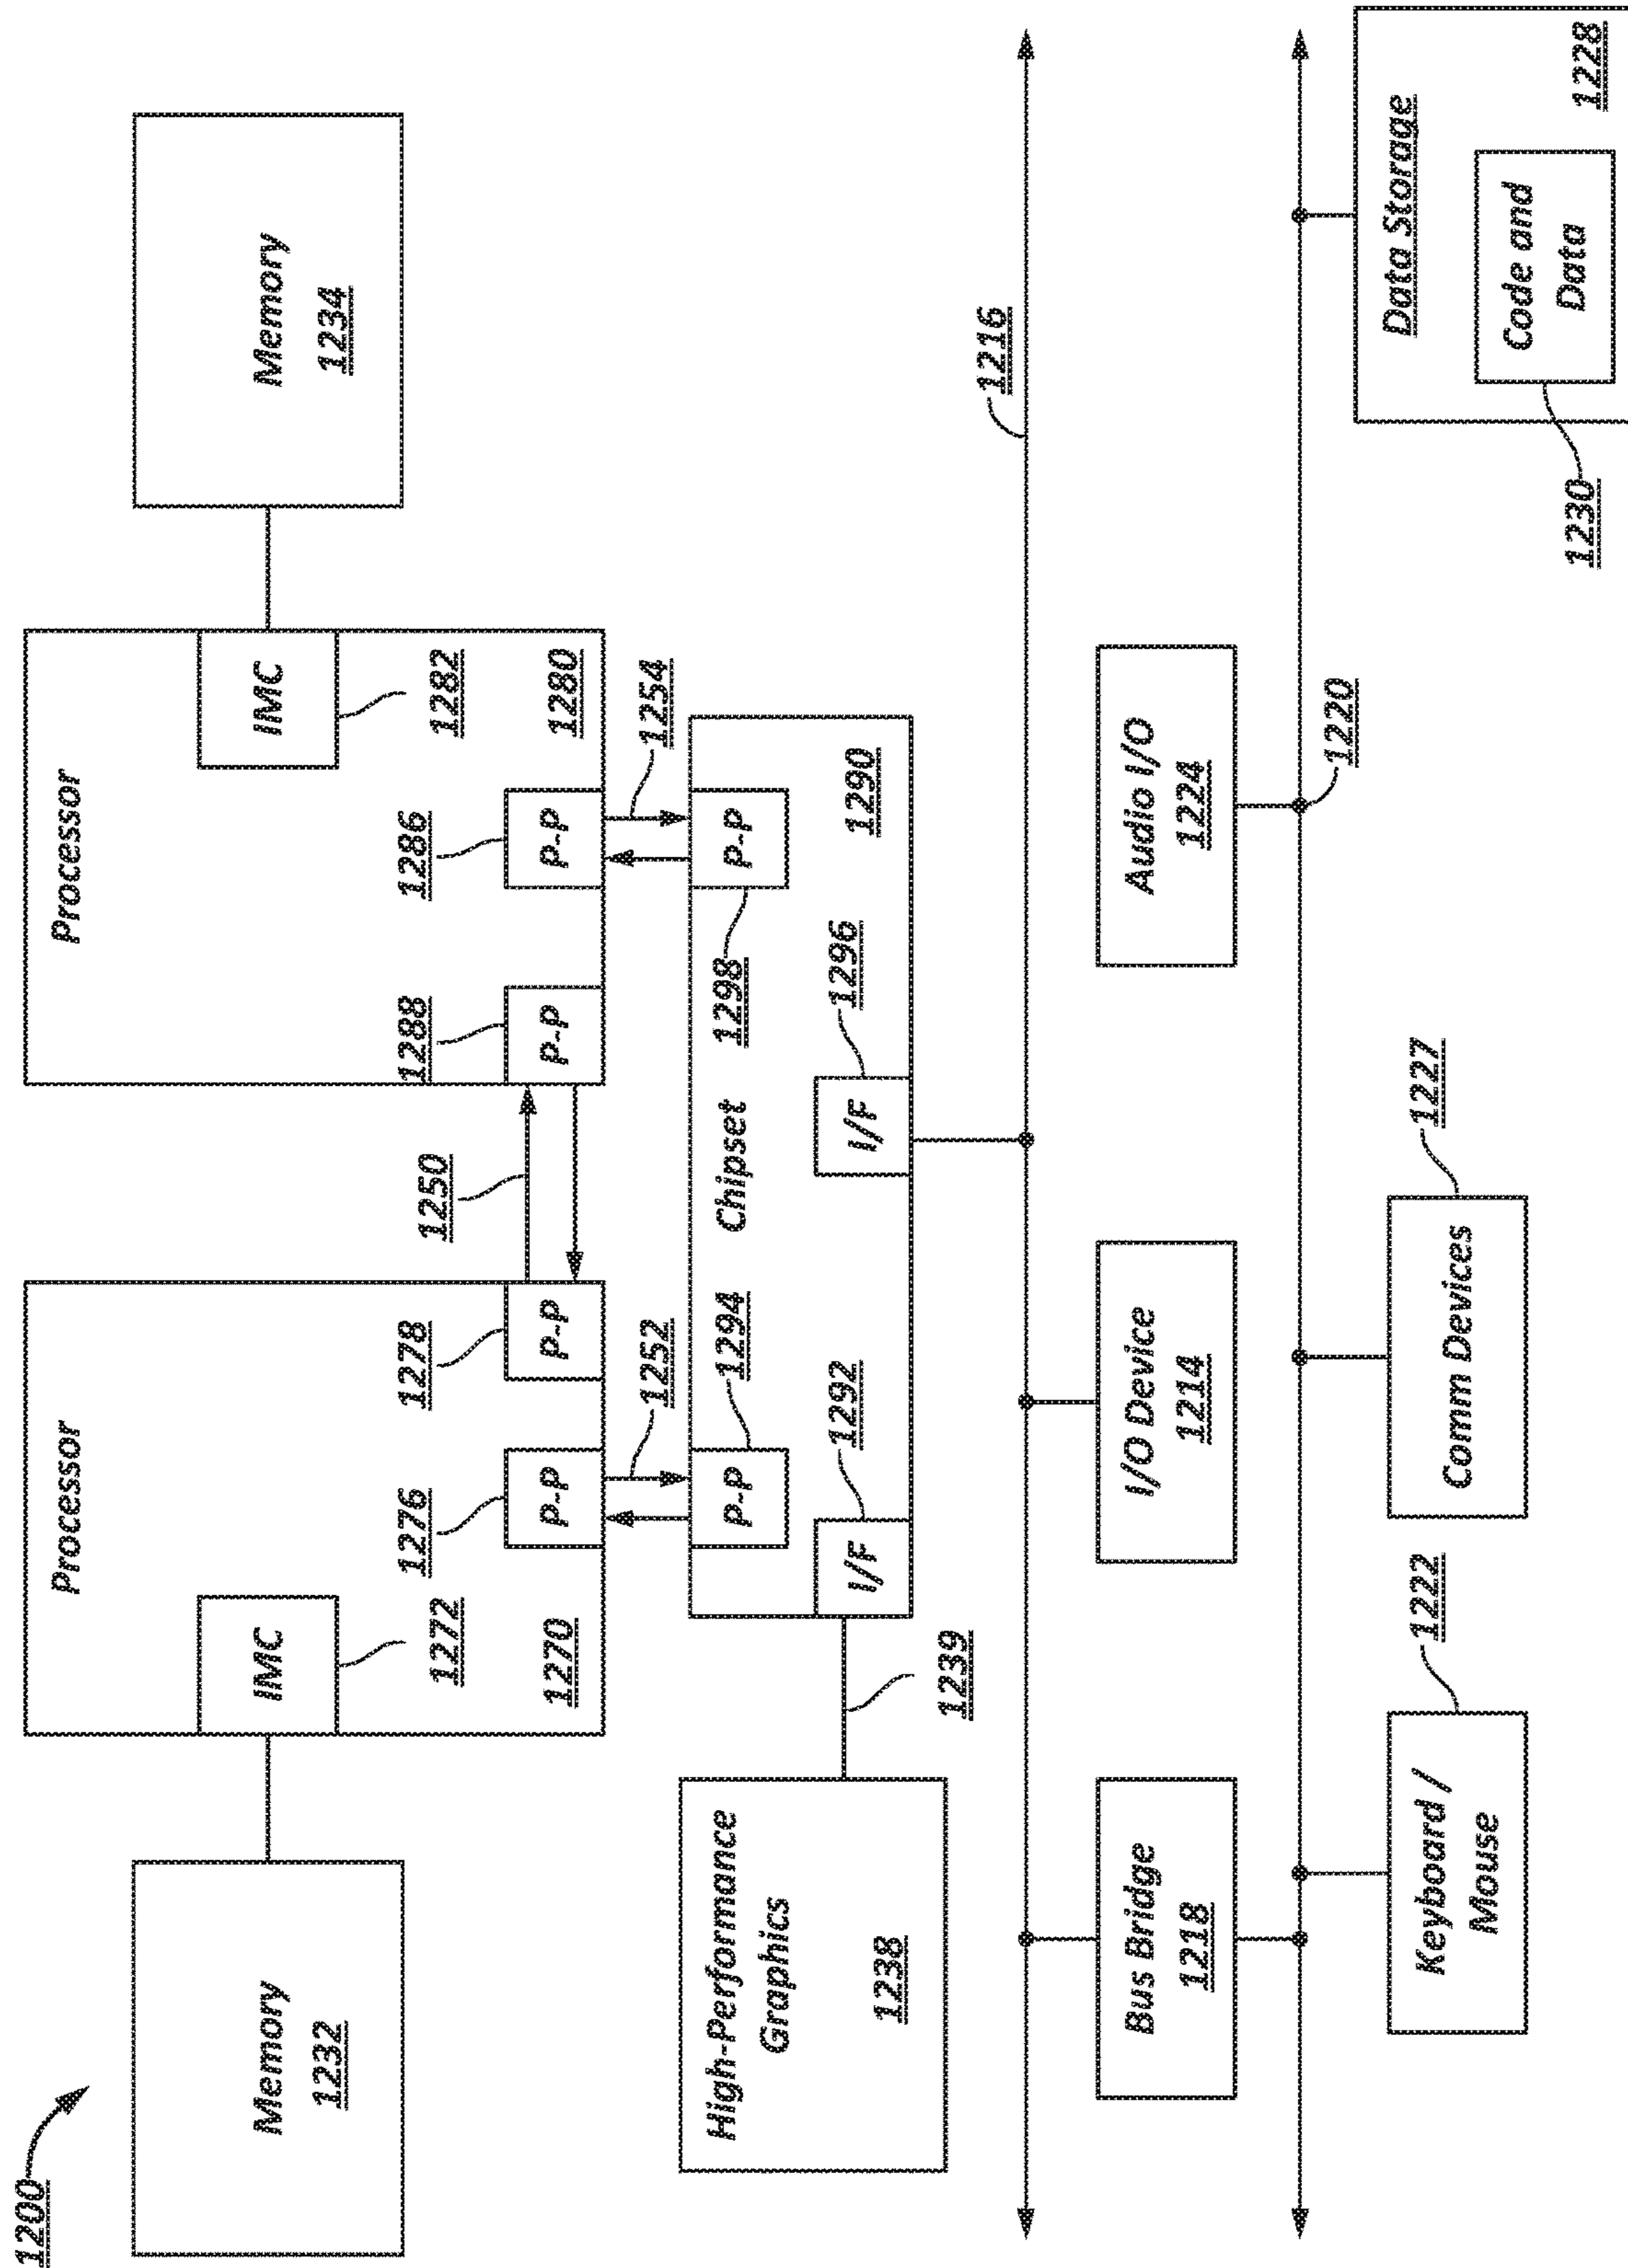 1200
Memory
1232
Processor
IMC
1272
1270
1276
P-P
1278
P-P
1250
Processor
IMC
1282
1280
1288
P-P
1286
P-P
Memory
1234
1252
1254
High-Performance
Graphics
1238
1239
P-P
1294
Chipset
1298
P-P
1290
I/F
1292
I/F
1296
1216
Bus Bridge
1218
I/O Device
1214
Audio I/O
1224
1220
Keyboard /
Mouse
1222
Comm Devices
1227
Data Storage
Code and
Data
1228
1230